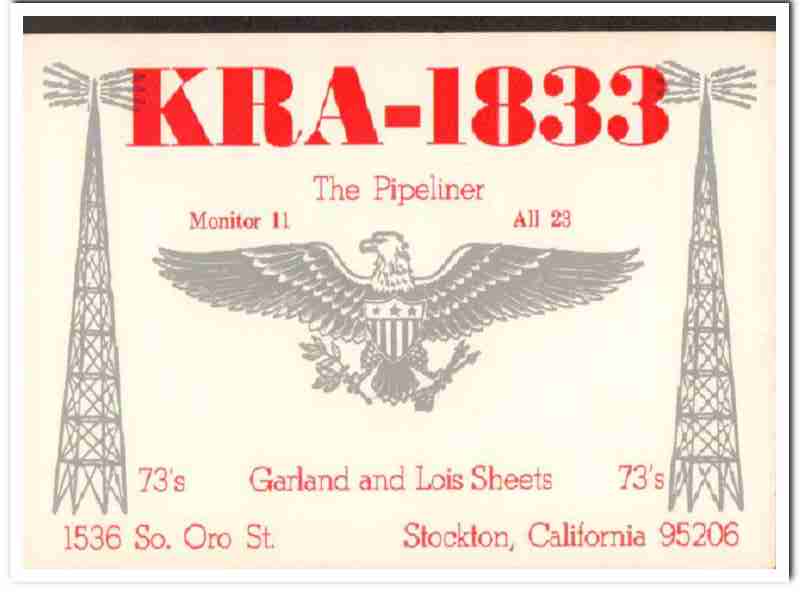 KRA-1833
The Pipeliner
Monitor 11 All 23
73's Garland and Lois Sheets 73's
1536 So. Oro St. Stockton, California 95206